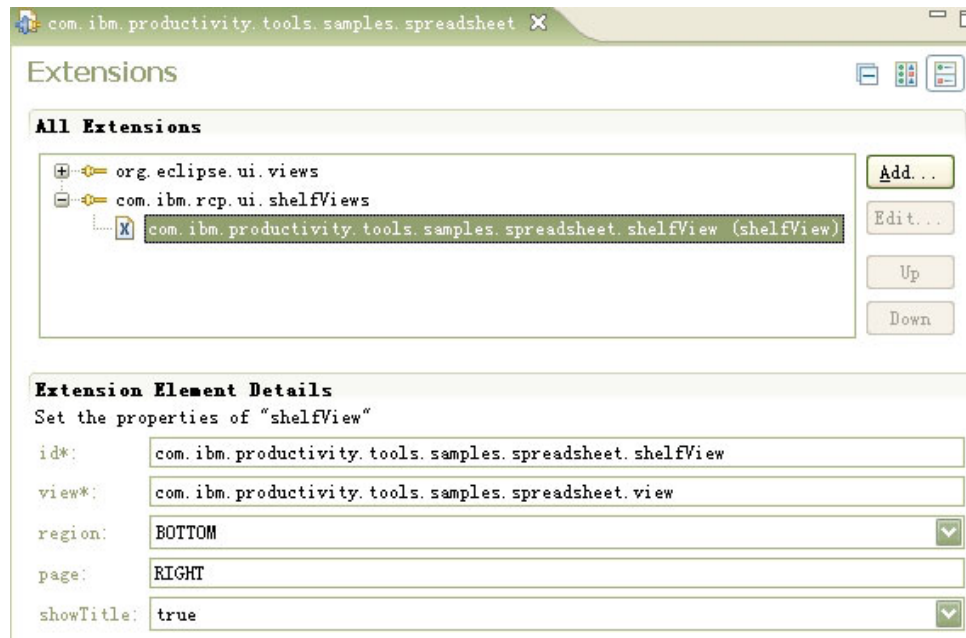 com.ibm.productivity.tools.samples.spreadsheet
Extensions
All Extensions
org.eclipse.ui.views
com.ibm.rcp.ui.shelfViews
com.ibm.productivity.tools.samples.spreadsheet.shelfView (shelfView)
Add...
Edit...
Up
Down
Extension Element Details
Set the properties of "shelfView"
id*: com.ibm.productivity.tools.samples.spreadsheet.shelfView
view*: com.ibm.productivity.tools.samples.spreadsheet.view
region: BOTTOM
page: RIGHT
showTitle: true